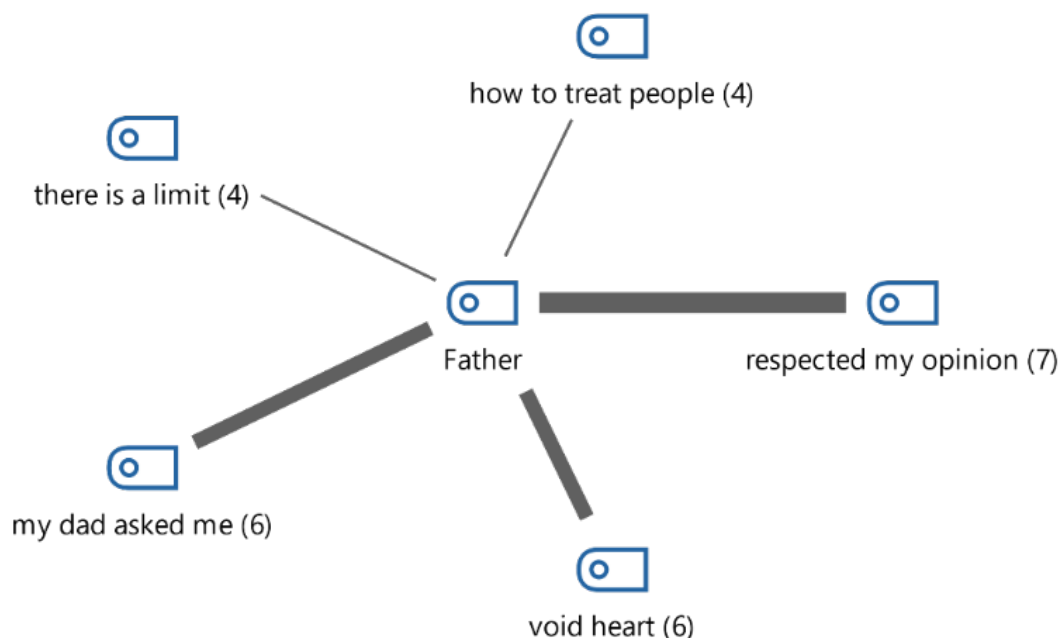 how to treat people (4)
there is a limit (4)
Father
respected my opinion (7)
my dad asked me (6)
void heart (6)